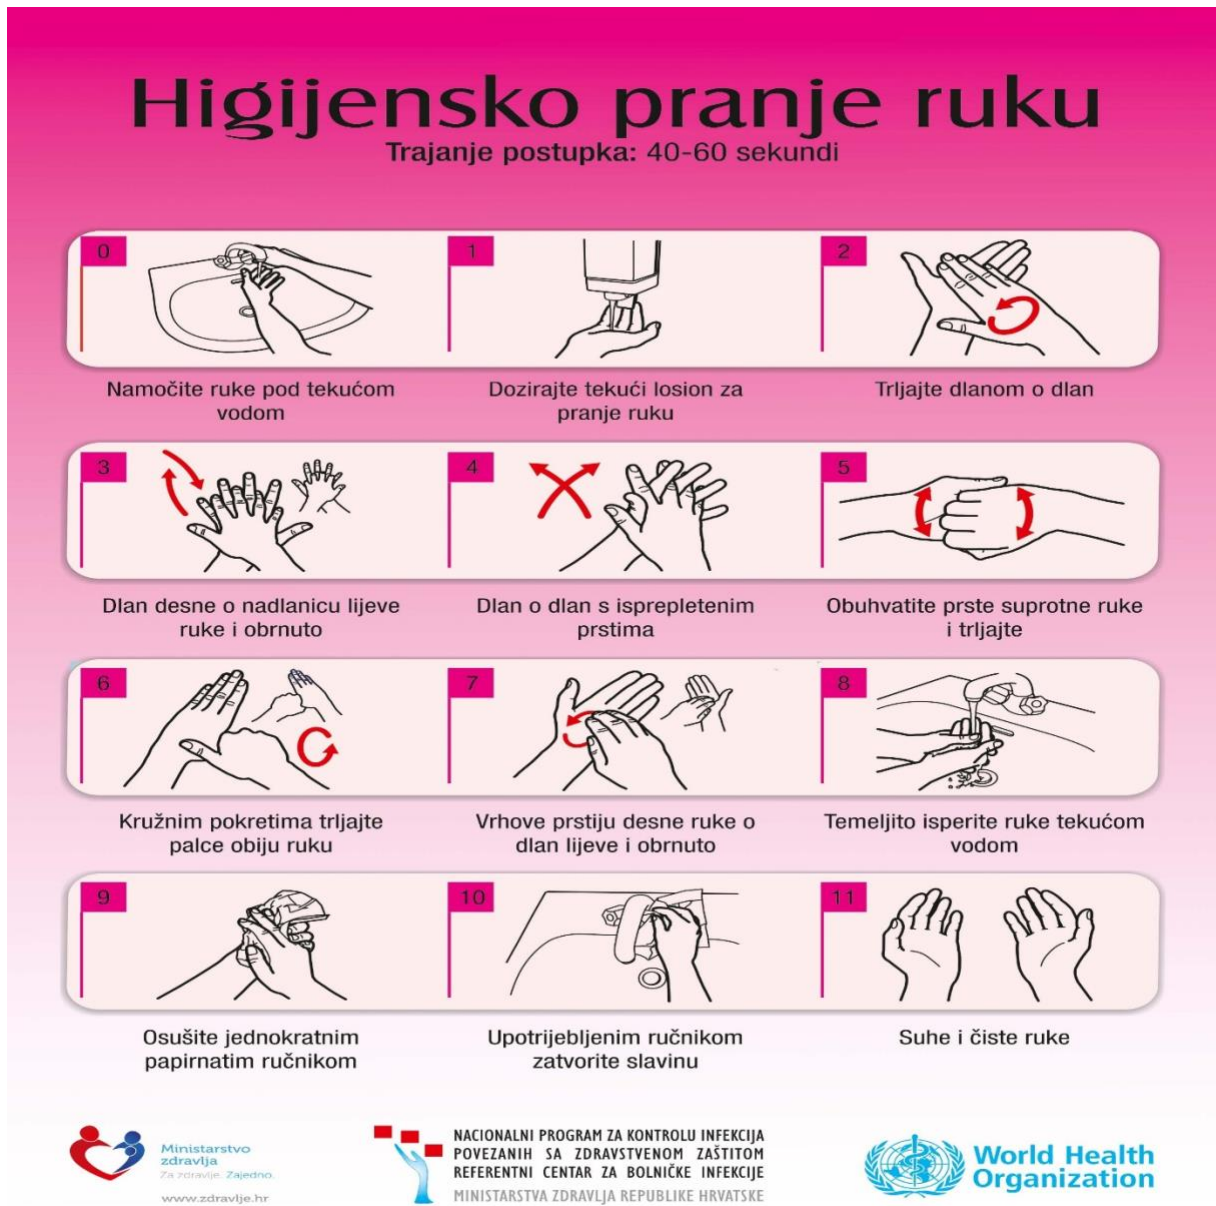 Higijensko pranje ruku
Trajanje postupka: 40-60 sekundi
0
Namočite ruke pod tekućom
vodom
1
Dozirajte tekući losion za
pranje ruku
2
Trljajte dlanom o dlan
3
Dlan desne o nadlanicu lijeve
ruke i obrnuto
4
Dlan o dlan s isprepletenim
prstima
5
Obuhvatite prste suprotne ruke
i trljajte
6
Kružnim pokretima trljajte
palce obiju ruku
7
Vrhove prstiju desne ruke o
dlan lijeve i obrnuto
8
Temeljito isperite ruke tekućom
vodom
9
Osušite jednokratnim
papirnatim ručnikom
10
Upotrijebljenim ručnikom
zatvorite slavinu
11
Suhe i čiste ruke
Ministarstvo
zdravlja
Za zdravlje. Zajedno.
www.zdravlje.hr
NACIONALNI PROGRAM ZA KONTROLU INFEKCIJA
POVEZANIH SA ZDRAVSTVENOM ZAŠTITOM
REFERENTNI CENTAR ZA BOLNIČKE INFEKCIJE
MINISTARSTVA ZDRAVLJA REPUBLIKE HRVATSKE
World Health
Organization